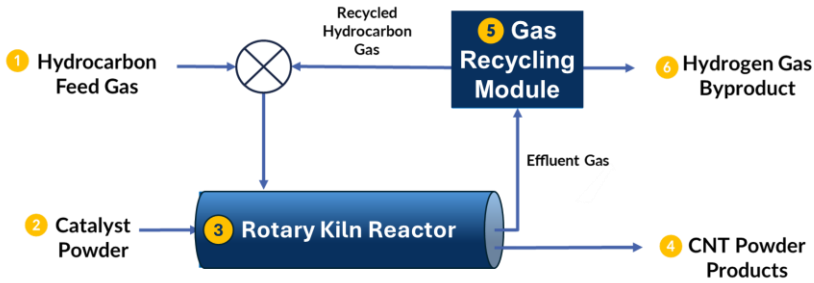 Recycled
Hydrocarbon
Gas
1 Hydrocarbon
Feed Gas
5 Gas
Recycling
Module
6 Hydrogen Gas
Byproduct
Effluent Gas
2 Catalyst
Powder
3 Rotary Kiln Reactor
4 CNT Powder
Products